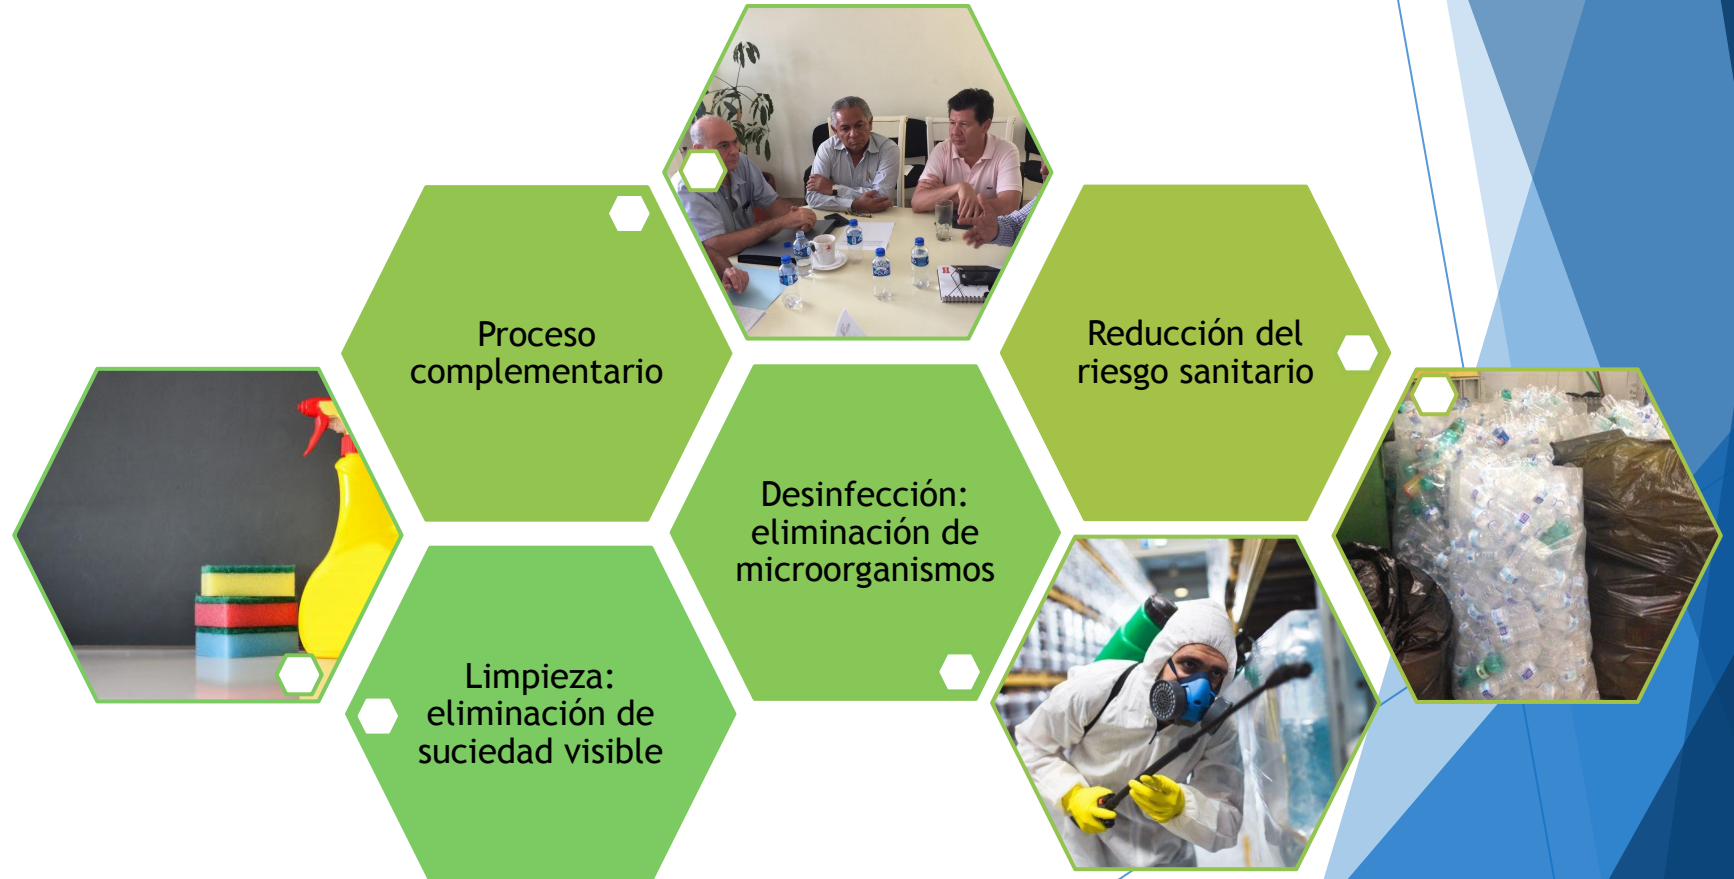 Proceso
complementario
Reducción del
riesgo sanitario
Desinfección:
eliminación de
microorganismos
Limpieza:
eliminación de
suciedad visible